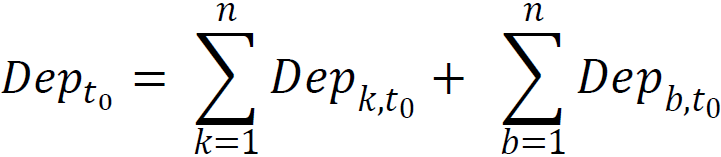 $Dep_{t_0} = \sum_{k=1}^{n} Dep_{k,t_0} + \sum_{b=1}^{n} Dep_{b,t_0}$